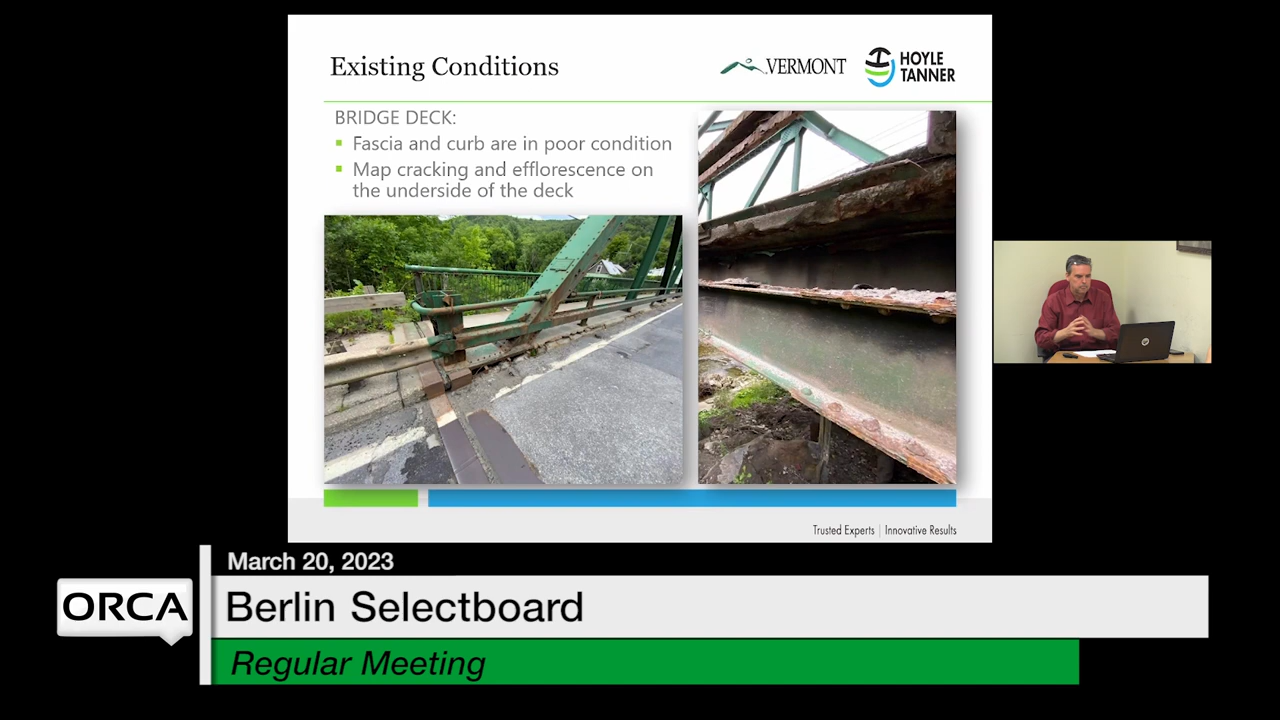 Existing Conditions
VERMONT
HOYLE
TANNER
BRIDGE DECK:
Fascia and curb are in poor condition
Map cracking and efflorescence on
the underside of the deck
Trusted Experts | Innovative Results
March 20, 2023
ORCA
Berlin Selectboard
Regular Meeting